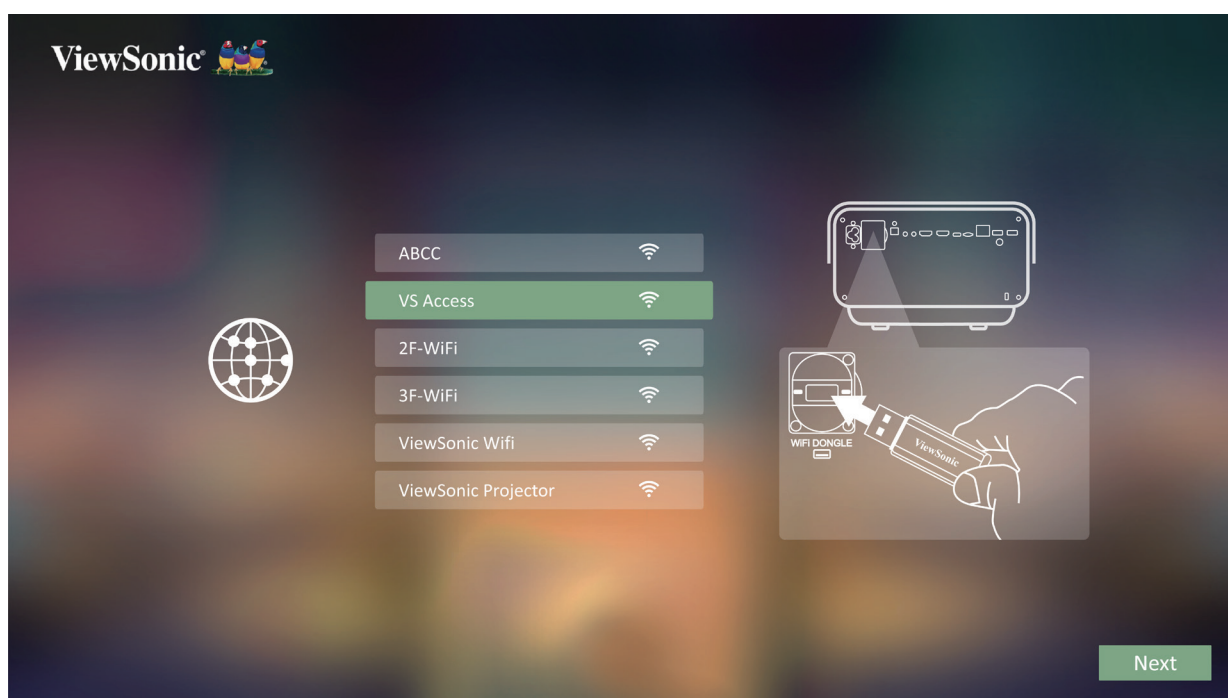 ViewSonic®
ABCC
VS Access
2F-WiFi
3F-WiFi
ViewSonic Wifi
ViewSonic Projector
WiFi DONGLE
ViewSonic
Next